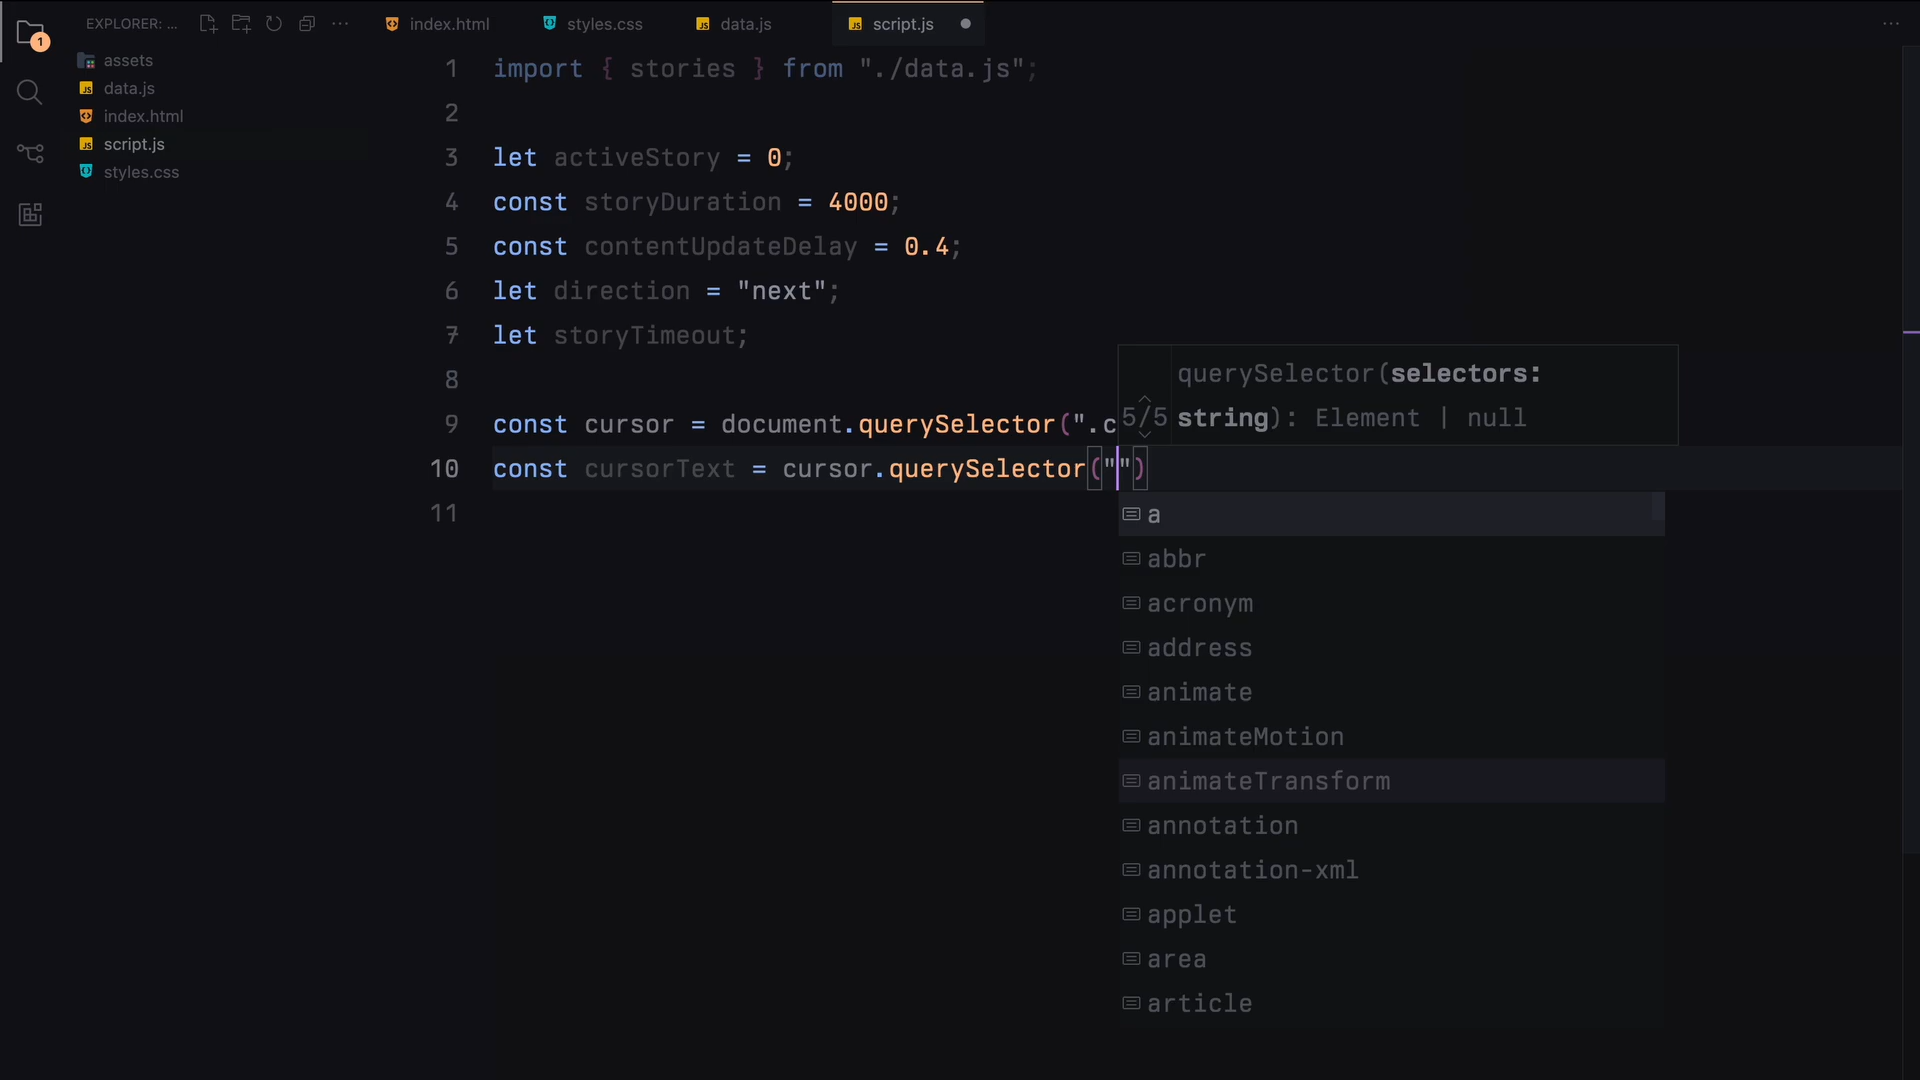 EXPLORER: ...
1
index.html
styles.css
data.js
script.js
assets
data.js
index.html
script.js
styles.css
1 import { stories } from "./data.js";
2
3 let activeStory = 0;
4 const storyDuration = 4000;
5 const contentUpdateDelay = 0.4;
6 let direction = "next";
7 let storyTimeout;
8
9 const cursor = document.querySelector(".c
10 const cursorText = cursor.querySelector("")
11
5/5
querySelector(selectors:
string): Element | null
a
abbr
acronym
address
animate
animateMotion
animateTransform
annotation
annotation-xml
applet
area
article